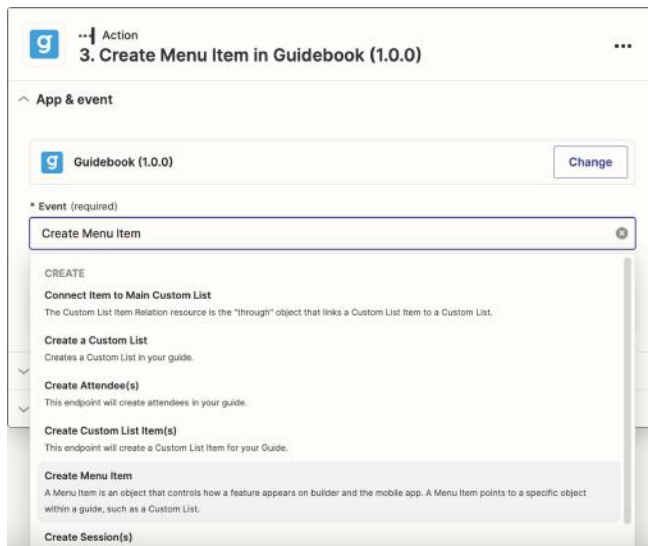 Action
3. Create Menu Item in Guidebook (1.0.0)
App & event
g Guidebook (1.0.0)
Change
* Event (required)
Create Menu Item
CREATE
Connect Item to Main Custom List
The Custom List Item Relation resource is the "through" object that links a Custom List Item to a Custom List.
Create a Custom List
Creates a Custom List in your guide.
Create Attendee(s)
This endpoint will create attendees in your guide.
Create Custom List Item(s)
This endpoint will create a Custom List Item for your Guide.
Create Menu Item
A Menu Item is an object that controls how a feature appears on builder and the mobile app. A Menu Item points to a specific object
within a guide, such as a Custom List.
Create Session(s)